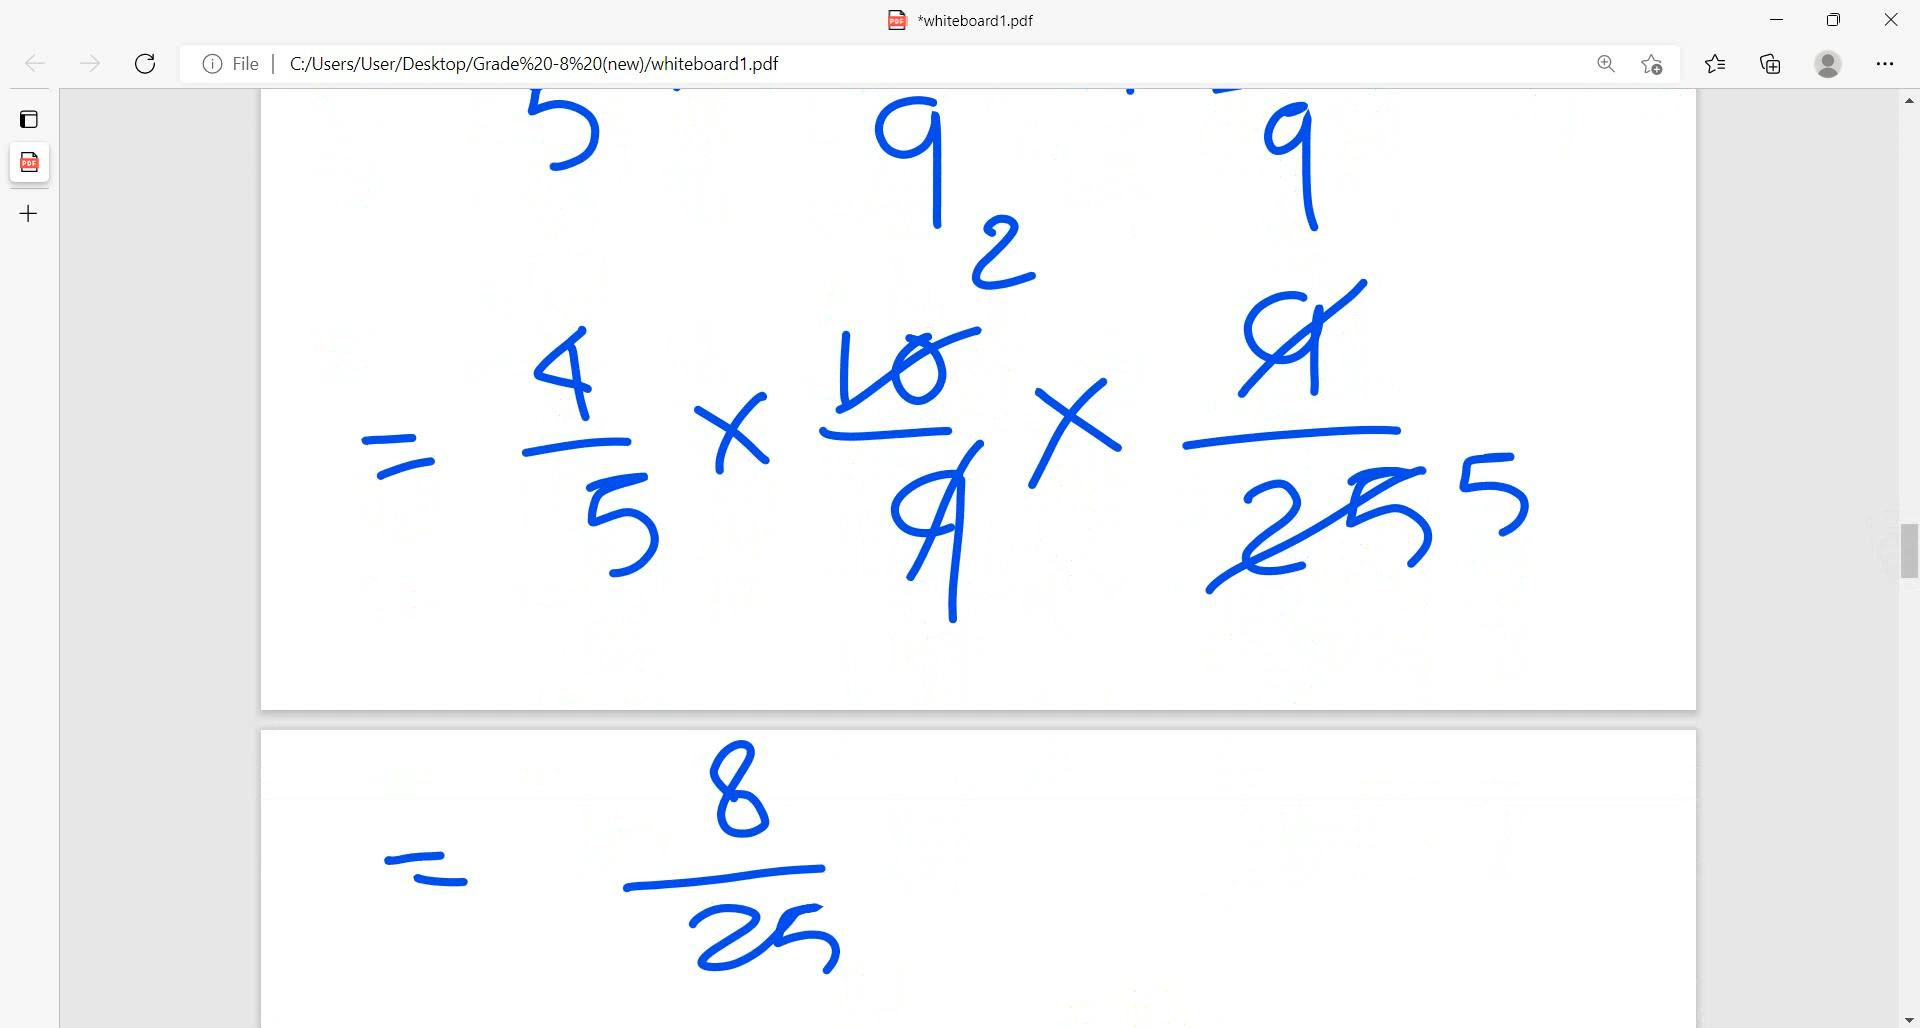 *whiteboard1.pdf
File | C:/Users/User/Desktop/Grade%20-8%20(new)/whiteboard1.pdf
5 9 9
= 4/5 × 10/9 × 9/25
2
5
= 8/25